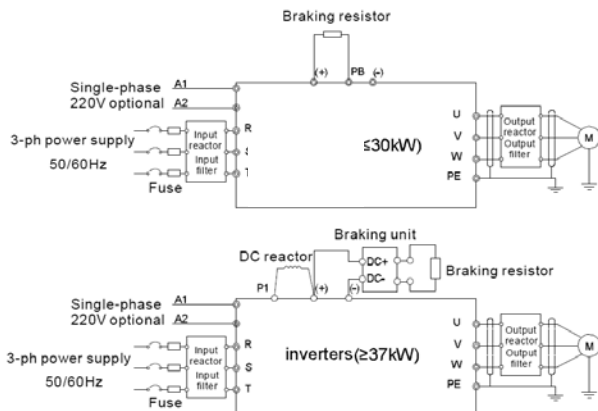 Braking resistor
(+) PB (-)
Single-phase A1
220V optional A2
3-ph power supply
50/60Hz
Fuse
Input
reactor
Input
filter
R
S
T
≤30kW)
U
V
W
PE
Output
reactor
Output
filter
M
Braking unit
DC reactor
DC+
DC-
Braking resistor
P1 (+) (-)
Single-phase A1
220V optional A2
3-ph power supply
50/60Hz
Fuse
Input
reactor
Input
filter
R
S
T
inverters(≥37kW)
U
V
W
PE
Output
reactor
Output
filter
M